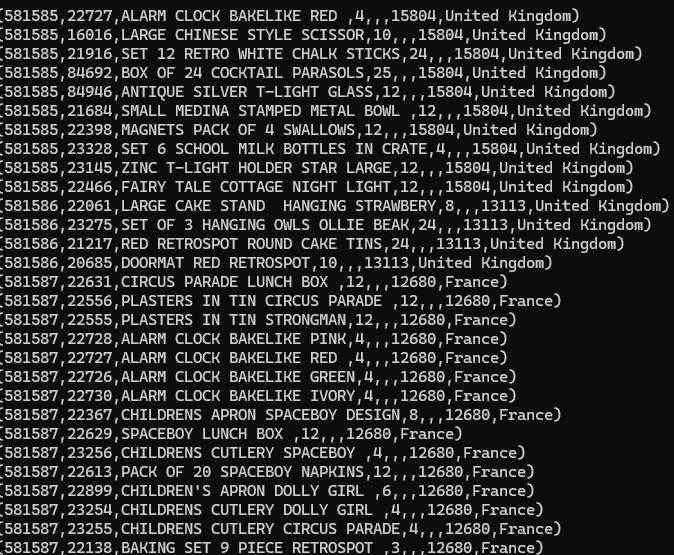 (581585,22727,ALARM CLOCK BAKELIKE RED ,4,,,15804,United Kingdom)
(581585,16016,LARGE CHINESE STYLE SCISSOR,10,,,15804,United Kingdom)
(581585,21916,SET 12 RETRO WHITE CHALK STICKS,24,,,15804,United Kingdom)
(581585,84692,BOX OF 24 COCKTAIL PARASOLS,25,,,15804,United Kingdom)
(581585,84946,ANTIQUE SILVER T-LIGHT GLASS,12,,,15804,United Kingdom)
(581585,21684,SMALL MEDINA STAMPED METAL BOWL ,12,,,15804,United Kingdom)
(581585,22398,MAGNETS PACK OF 4 SWALLOWS,12,,,15804,United Kingdom)
(581585,23328,SET 6 SCHOOL MILK BOTTLES IN CRATE,4,,,15804,United Kingdom)
(581585,23145,ZINC T-LIGHT HOLDER STAR LARGE,12,,,15804,United Kingdom)
(581585,22466,FAIRY TALE COTTAGE NIGHT LIGHT,12,,,15804,United Kingdom)
(581586,22061,LARGE CAKE STAND  HANGING STRAWBERY,8,,,13113,United Kingdom)
(581586,23275,SET OF 3 HANGING OWLS OLLIE BEAK,24,,,13113,United Kingdom)
(581586,21217,RED RETROSPOT ROUND CAKE TINS,24,,,13113,United Kingdom)
(581586,20685,DOORMAT RED RETROSPOT,10,,,13113,United Kingdom)
(581587,22631,CIRCUS PARADE LUNCH BOX ,12,,,12680,France)
(581587,22556,PLASTERS IN TIN CIRCUS PARADE ,12,,,12680,France)
(581587,22555,PLASTERS IN TIN STRONGMAN,12,,,12680,France)
(581587,22728,ALARM CLOCK BAKELIKE PINK,4,,,12680,France)
(581587,22727,ALARM CLOCK BAKELIKE RED ,4,,,12680,France)
(581587,22726,ALARM CLOCK BAKELIKE GREEN,4,,,12680,France)
(581587,22730,ALARM CLOCK BAKELIKE IVORY,4,,,12680,France)
(581587,22367,CHILDRENS APRON SPACEBOY DESIGN,8,,,12680,France)
(581587,22629,SPACEBOY LUNCH BOX ,12,,,12680,France)
(581587,23256,CHILDRENS CUTLERY SPACEBOY ,4,,,12680,France)
(581587,22613,PACK OF 20 SPACEBOY NAPKINS,12,,,12680,France)
(581587,22899,CHILDREN'S APRON DOLLY GIRL ,6,,,12680,France)
(581587,23254,CHILDRENS CUTLERY DOLLY GIRL ,4,,,12680,France)
(581587,23255,CHILDRENS CUTLERY CIRCUS PARADE,4,,,12680,France)
(581587,22138,BAKING SET 9 PIECE RETROSPOT ,3,,,12680,France)